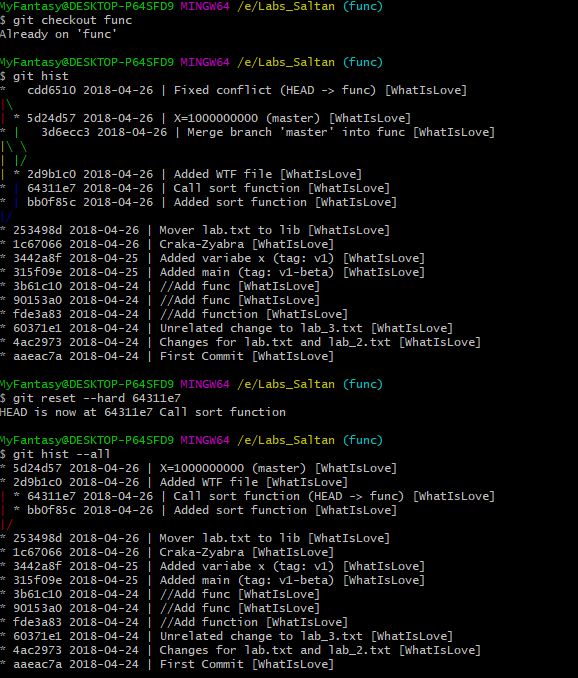 MyFantasy@DESKTOP-P64SFD9 MINGW64 /e/Labs_Saltan (func)
$ git checkout func
Already on 'func'
MyFantasy@DESKTOP-P64SFD9 MINGW64 /e/Labs_Saltan (func)
$ git hist
*   cdd6510 2018-04-26 | Fixed conflict (HEAD -> func) [WhatIsLove]
|\
| * 5d24d57 2018-04-26 | X=1000000000 (master) [WhatIsLove]
* |   3d6ecc3 2018-04-26 | Merge branch 'master' into func [WhatIsLove]
|\ \
| |/
| * 2d9b1c0 2018-04-26 | Added WTF file [WhatIsLove]
* | 64311e7 2018-04-26 | Call sort function [WhatIsLove]
* | bb0f85c 2018-04-26 | Added sort function [WhatIsLove]
|/
* 253498d 2018-04-26 | Mover lab.txt to lib [WhatIsLove]
* 1c67066 2018-04-26 | Craka-Zyabra [WhatIsLove]
* 3442a8f 2018-04-25 | Added variabe x (tag: v1) [WhatIsLove]
* 315f09e 2018-04-24 | Added main (tag: v1-beta) [WhatIsLove]
* 3b61c10 2018-04-24 | //Add func [WhatIsLove]
* 90153a0 2018-04-24 | //Add func [WhatIsLove]
* fde3a83 2018-04-24 | //Add function [WhatIsLove]
* 60371e1 2018-04-24 | Unrelated change to lab_3.txt [WhatIsLove]
* 4ac2973 2018-04-24 | Changes for lab.txt and lab_2.txt [WhatIsLove]
* aaeac7a 2018-04-24 | First Commit [WhatIsLove]
MyFantasy@DESKTOP-P64SFD9 MINGW64 /e/Labs_Saltan (func)
$ git reset --hard 64311e7
HEAD is now at 64311e7 Call sort function
MyFantasy@DESKTOP-P64SFD9 MINGW64 /e/Labs_Saltan (func)
$ git hist --all
* 5d24d57 2018-04-26 | X=1000000000 (master) [WhatIsLove]
* 2d9b1c0 2018-04-26 | Added WTF file [WhatIsLove]
| * 64311e7 2018-04-26 | Call sort function (HEAD -> func) [WhatIsLove]
| * bb0f85c 2018-04-26 | Added sort function [WhatIsLove]
|/
* 253498d 2018-04-26 | Mover lab.txt to lib [WhatIsLove]
* 1c67066 2018-04-26 | Craka-Zyabra [WhatIsLove]
* 3442a8f 2018-04-25 | Added variabe x (tag: v1) [WhatIsLove]
* 315f09e 2018-04-24 | Added main (tag: v1-beta) [WhatIsLove]
* 3b61c10 2018-04-24 | //Add func [WhatIsLove]
* 90153a0 2018-04-24 | //Add func [WhatIsLove]
* fde3a83 2018-04-24 | //Add function [WhatIsLove]
* 60371e1 2018-04-24 | Unrelated change to lab_3.txt [WhatIsLove]
* 4ac2973 2018-04-24 | Changes for lab.txt and lab_2.txt [WhatIsLove]
* aaeac7a 2018-04-24 | First Commit [WhatIsLove]